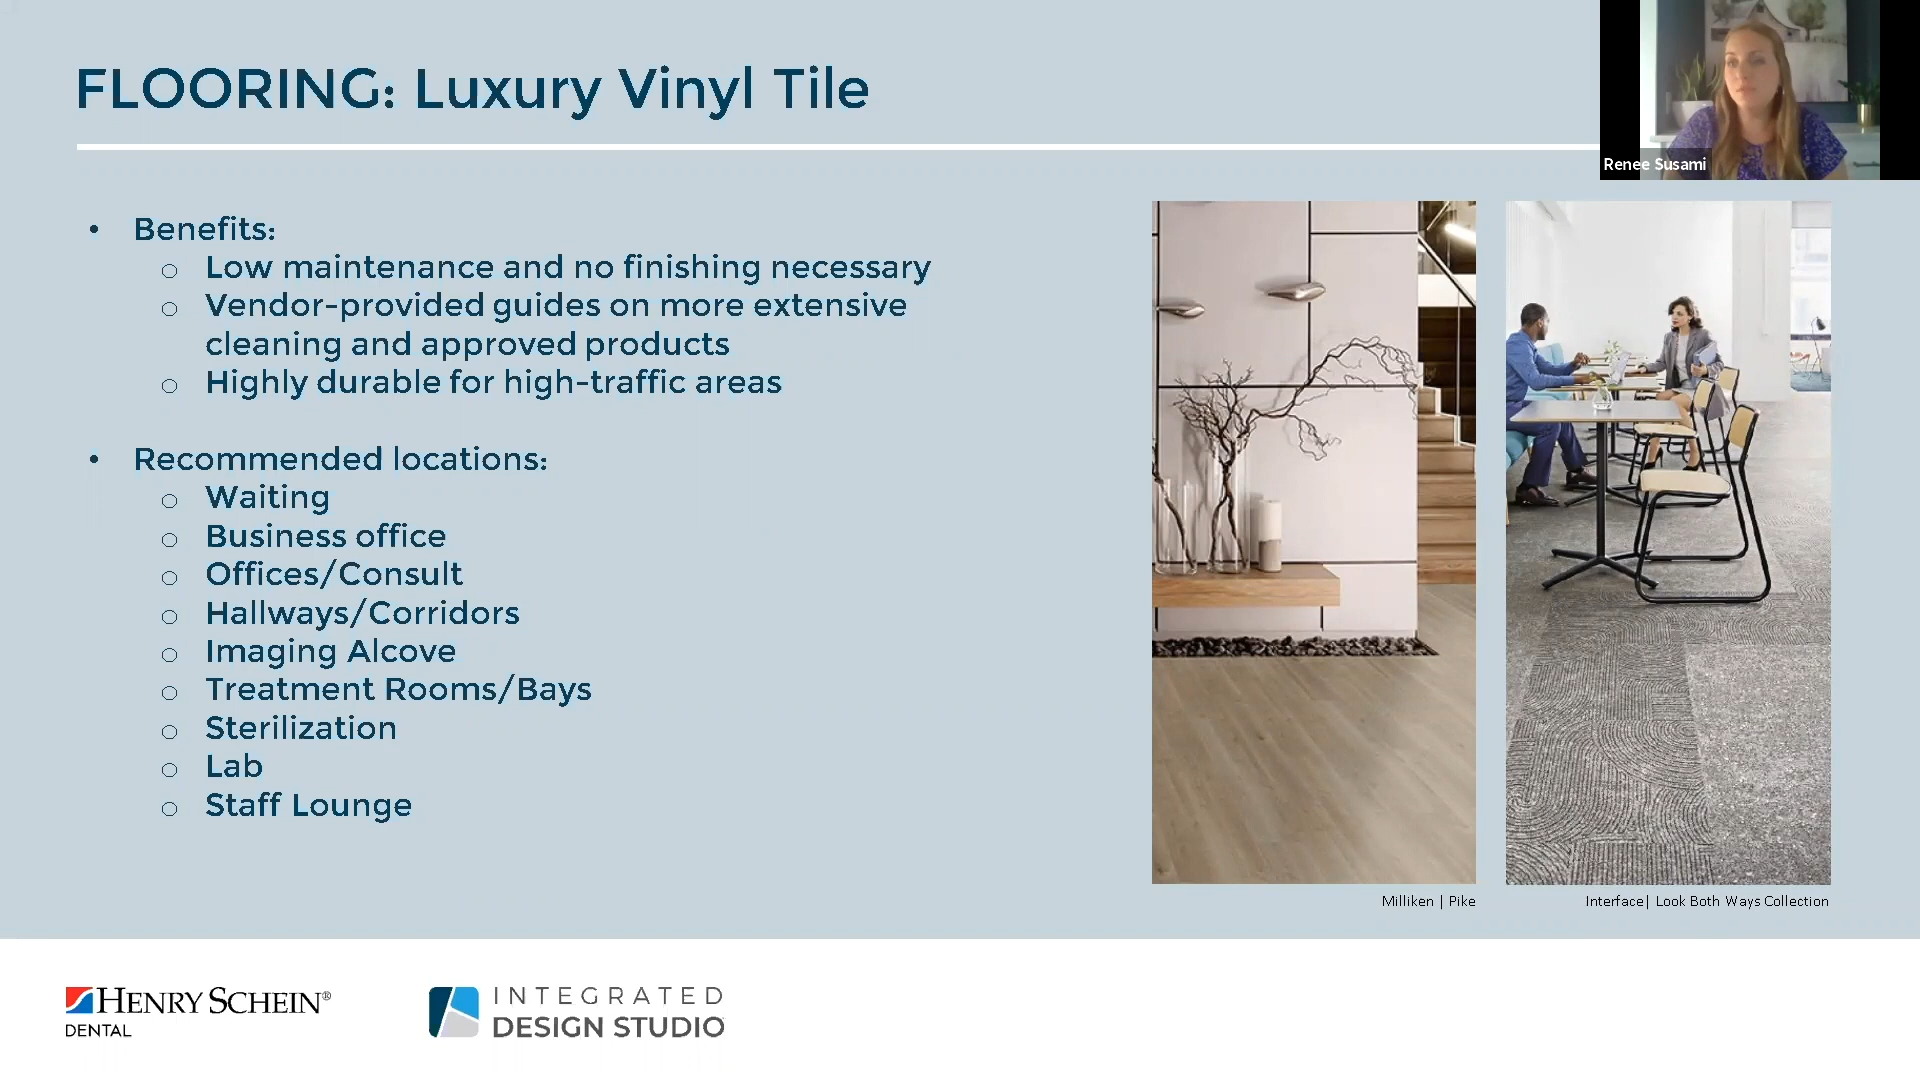 FLOORING: Luxury Vinyl Tile
Renee Susami
• Benefits:
o Low maintenance and no finishing necessary
o Vendor-provided guides on more extensive
cleaning and approved products
o Highly durable for high-traffic areas
• Recommended locations:
o Waiting
o Business office
o Offices/Consult
o Hallways/Corridors
o Imaging Alcove
o Treatment Rooms/Bays
o Sterilization
o Lab
o Staff Lounge
Milliken | Pike
Interface| Look Both Ways Collection
HENRY SCHEIN®
DENTAL
INTEGRATED
DESIGN STUDIO